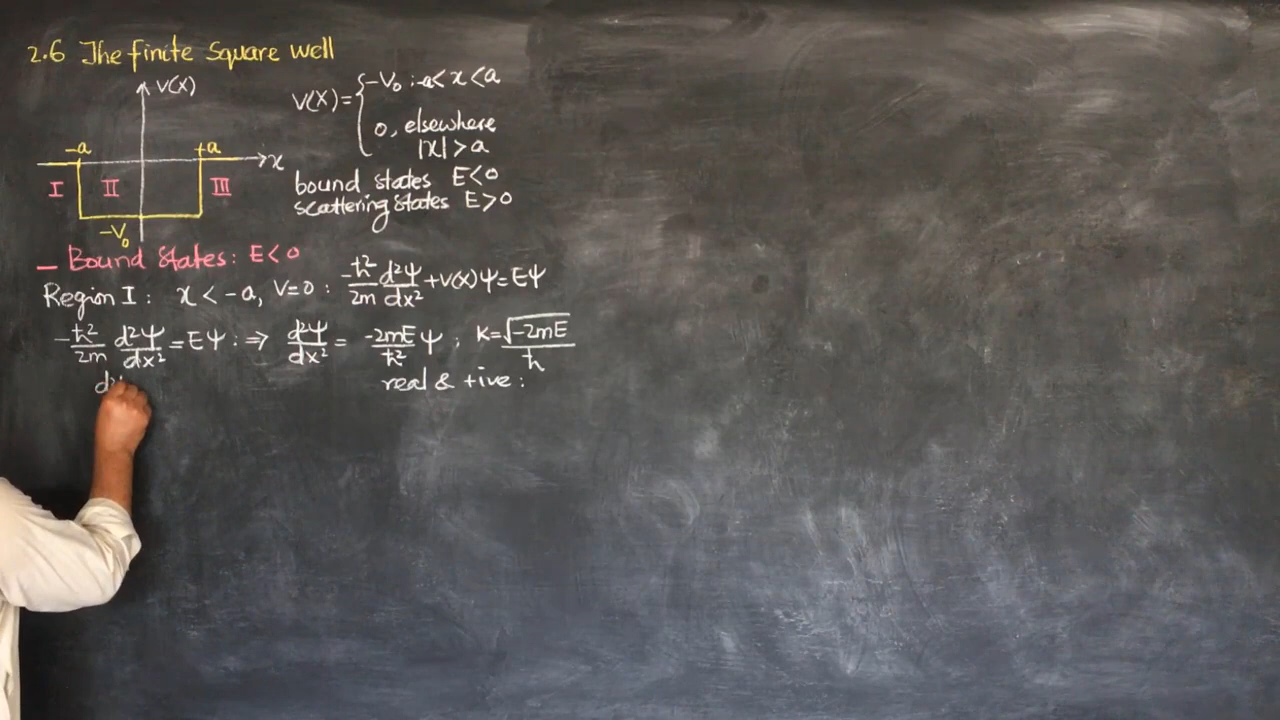 2.6 The finite Square well
V(x)
-a
+a
x
I II III
-V₀
V(x) = { -V₀ ; -a < x < a
0, elsewhere
|x| > a
bound states E<0
scattering states E>0
– Bound States: E<0
Region I: x < -a, V=0 : -ħ²/2m d²ψ/dx² + V(x)ψ = Eψ
-ħ²/2m d²ψ/dx² = Eψ : ⇒ d²ψ/dx² = -2mE/ħ² ψ ; K = √-2mE/ħ
real & +ive :